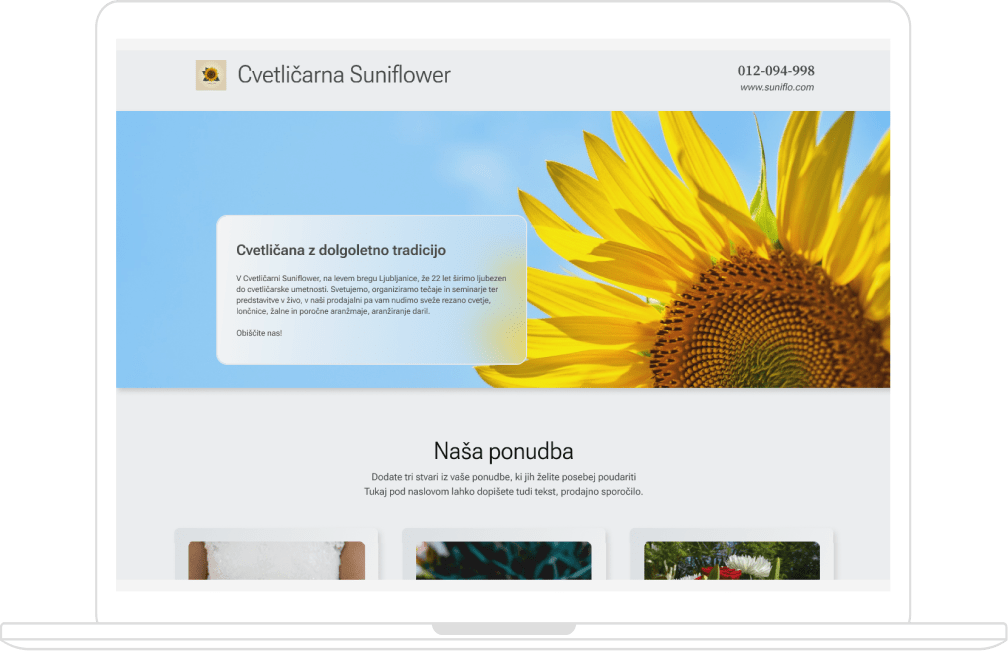 Cvetličarna Suniflower
012-094-998
www.suniflo.com
Cvetličana z dolgoletno tradicijo
V Cvetličarni Suniflower, na levem bregu Ljubljanice, že 22 let širimo ljubezen
do cvetličarske umetnosti. Svetujemo, organiziramo tečaje in seminarje ter
predstavitve v živo, v naši prodajalni pa vam nudimo sveže rezano cvetje,
lončnice, žalne in poročne aranžmaje, aranžiranje daril.
Obiščite nas!
Naša ponudba
Dodate tri stvari iz vaše ponudbe, ki jih želite posebej poudariti
Tukaj pod naslovom lahko dopišete tudi tekst, prodajno sporočilo.